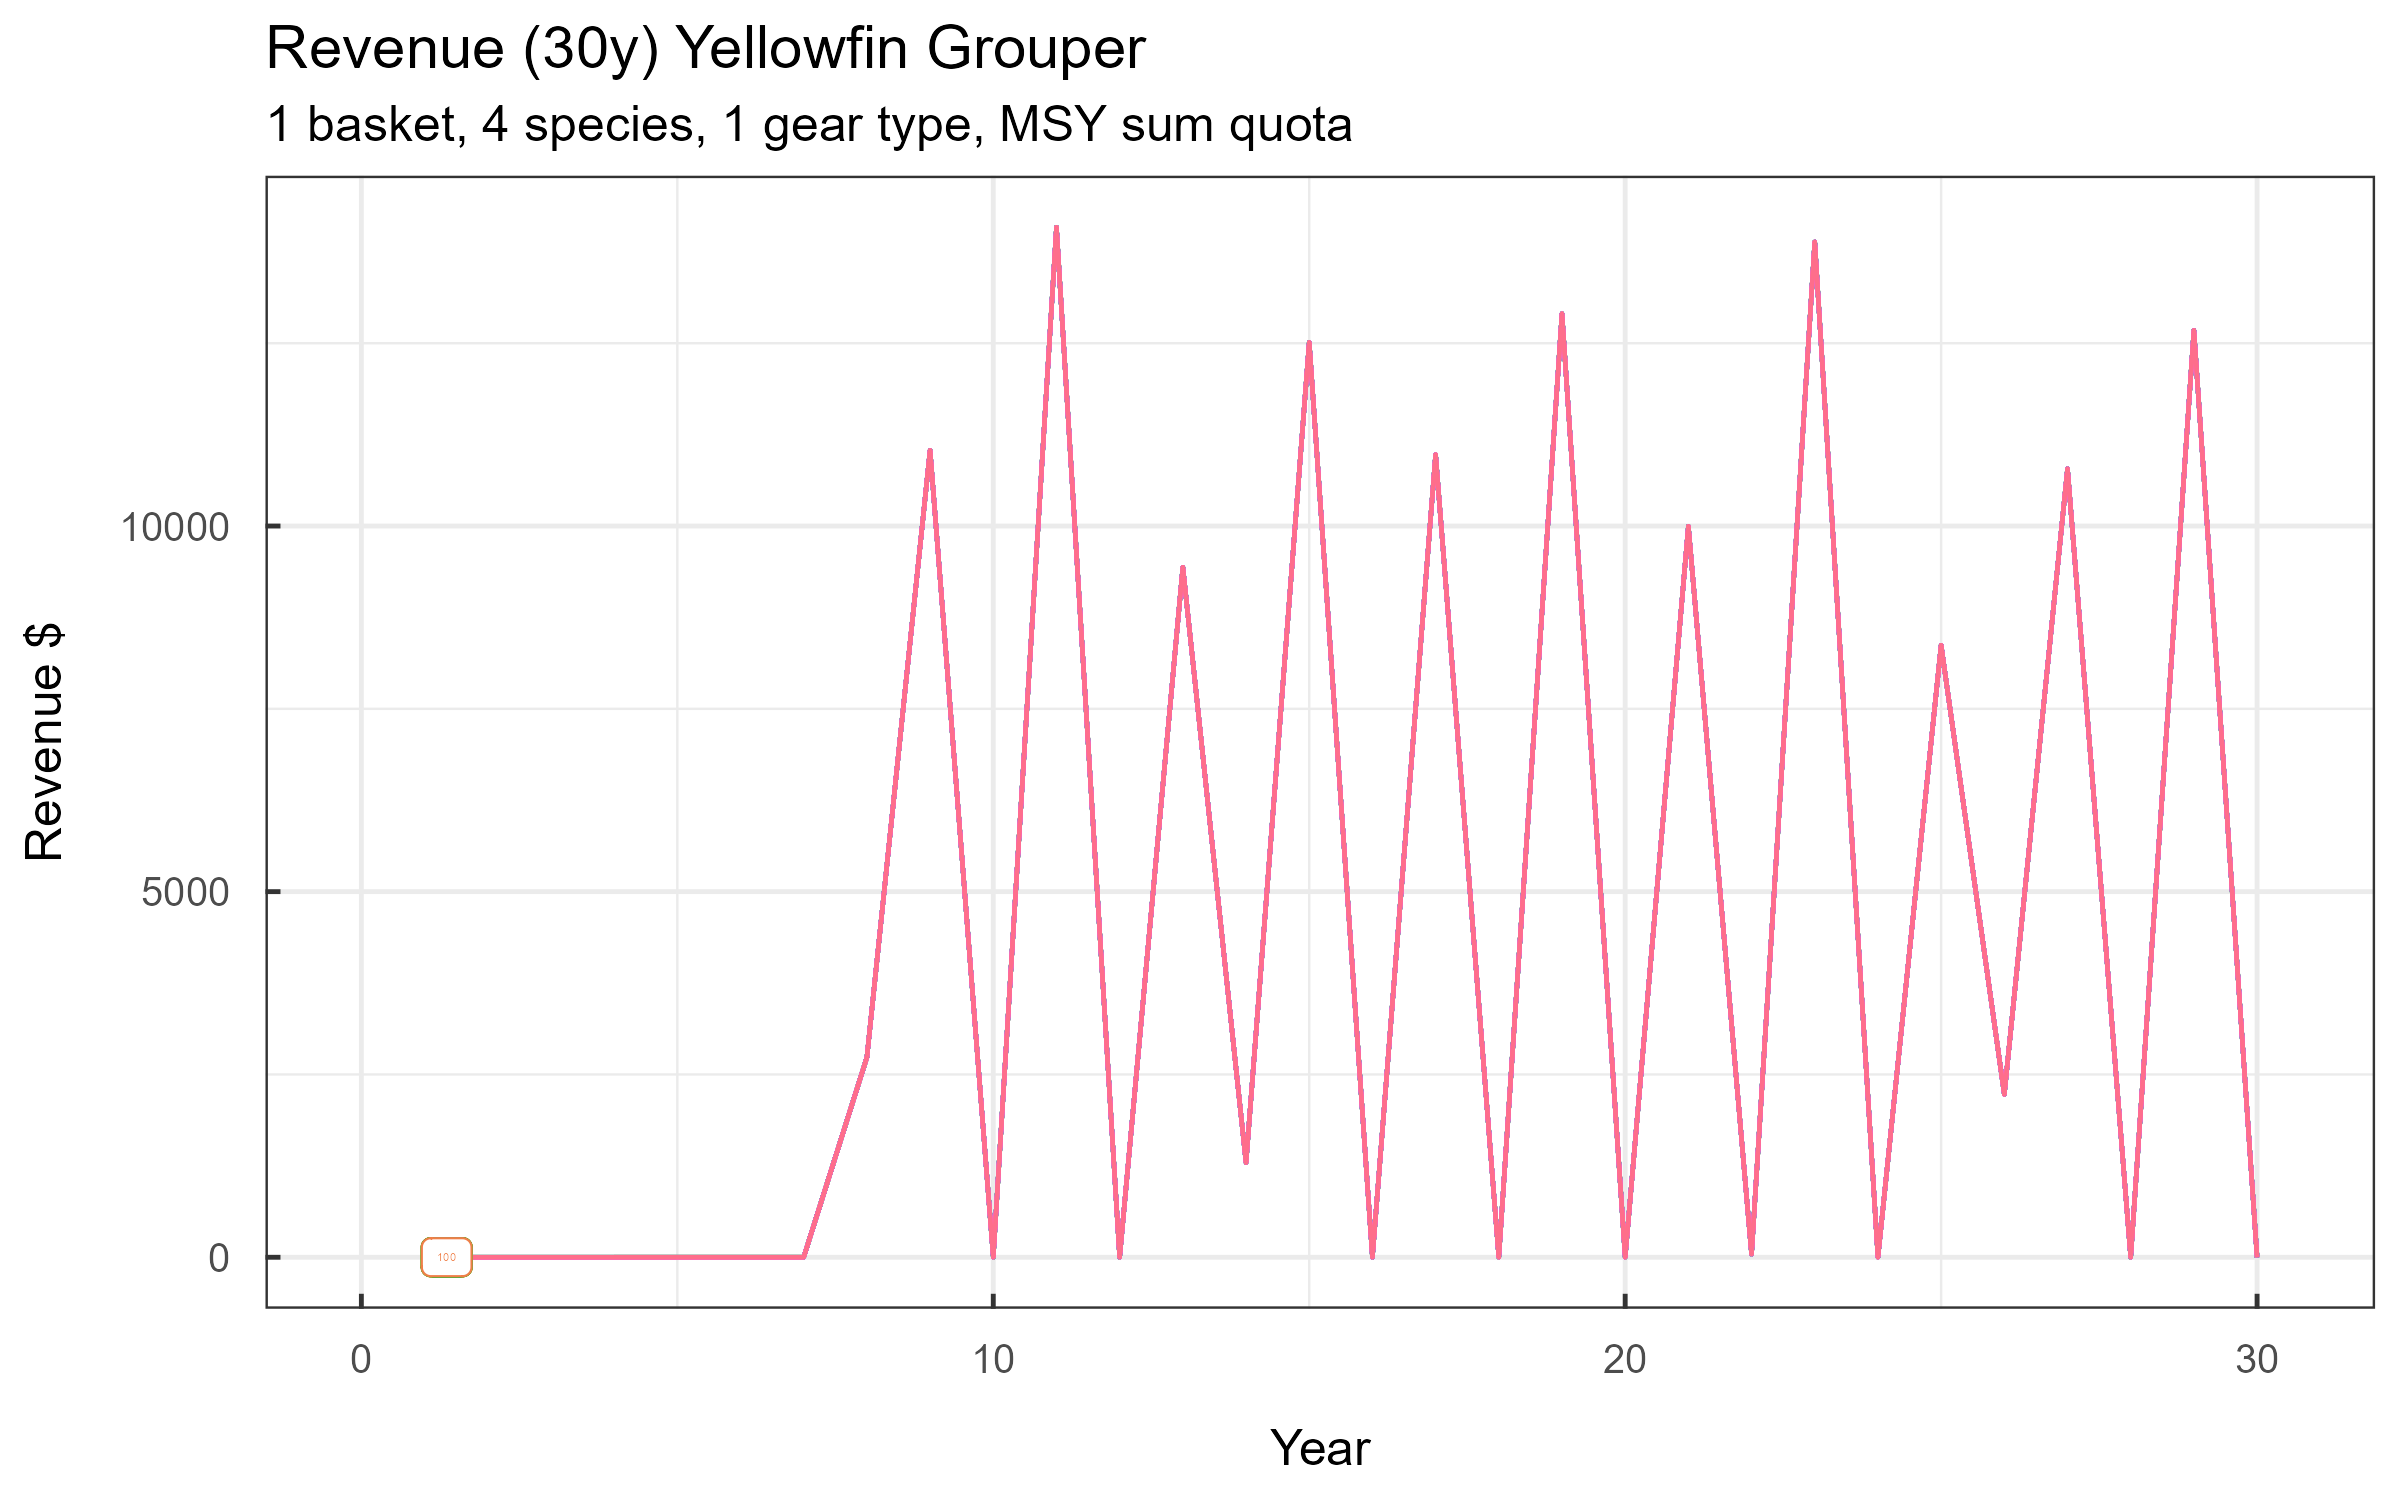 Revenue (30y) Yellowfin Grouper
1 basket, 4 species, 1 gear type, MSY sum quota
Revenue $
10000
5000
0
100
0 10 20 30
Year